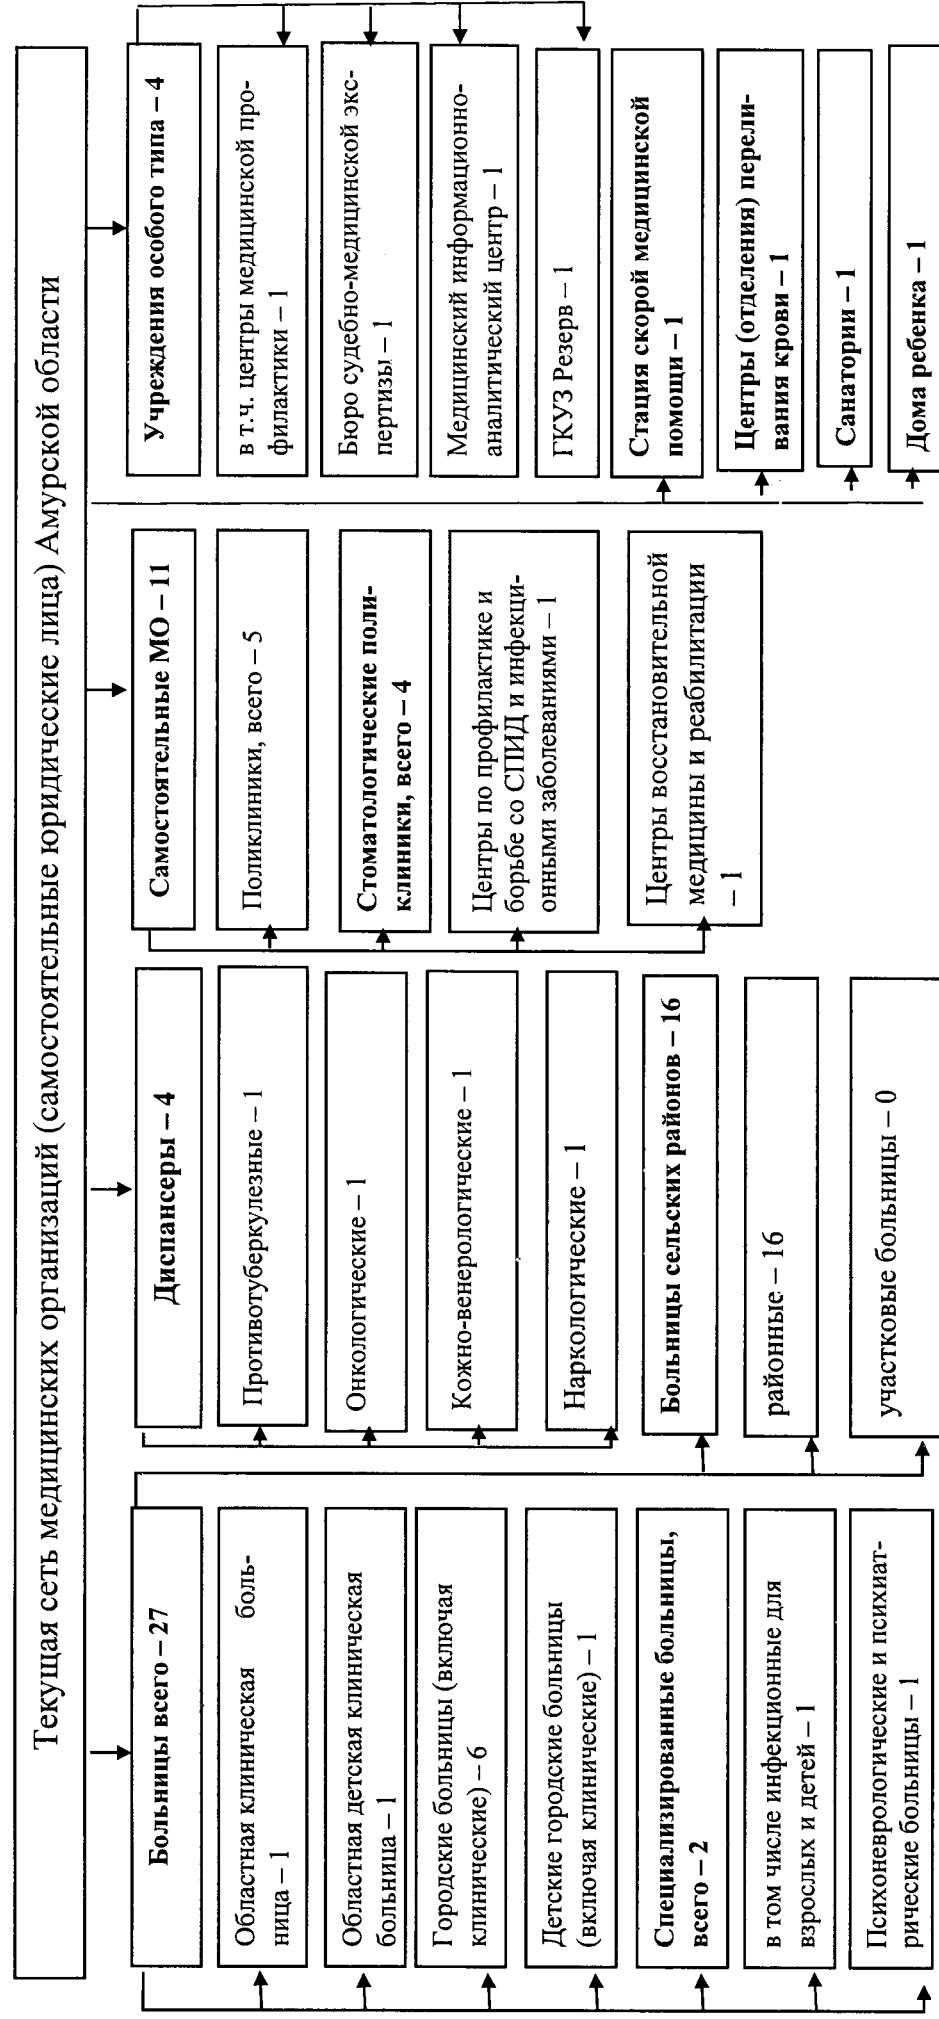 Текущая сеть медицинских организаций (самостоятельные юридические лица) Амурской области
Больницы всего – 27
Областная клиническая боль-
ница – 1
Областная детская клиническая
больница – 1
Городские больницы (включая
клинические) – 6
Детские городские больницы
(включая клинические) – 1
Специализированные больницы,
всего – 2
в том числе инфекционные для
взрослых и детей – 1
Психоневрологические и психиат-
рические больницы – 1
Диспансеры – 4
Противотуберкулезные – 1
Онкологические – 1
Кожно-венерологические – 1
Наркологические – 1
Больницы сельских районов – 16
районные – 16
участковые больницы – 0
Самостоятельные МО – 11
Поликлиники, всего – 5
Стоматологические поли-
клиники, всего – 4
Центры по профилактике и
борьбе со СПИД и инфекци-
онными заболеваниями – 1
Центры восстановительной
медицины и реабилитации
– 1
Учреждения особого типа – 4
в т.ч. центры медицинской про-
филактики – 1
Бюро судебно-медицинской экс-
пертизы – 1
Медицинский информационно-
аналитический центр – 1
ГКУЗ Резерв – 1
Стация скорой медицинской
помощи – 1
Центры (отделения) перели-
вания крови – 1
Санатории – 1
Дома ребенка – 1